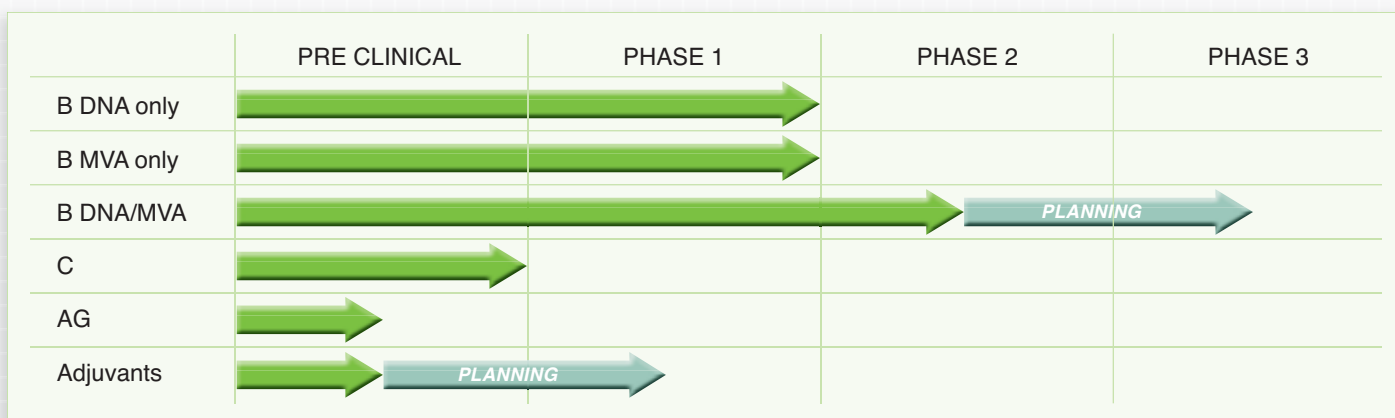 PRE CLINICAL PHASE 1 PHASE 2 PHASE 3
B DNA only
B MVA only
B DNA/MVA PLANNING
C
AG
Adjuvants PLANNING